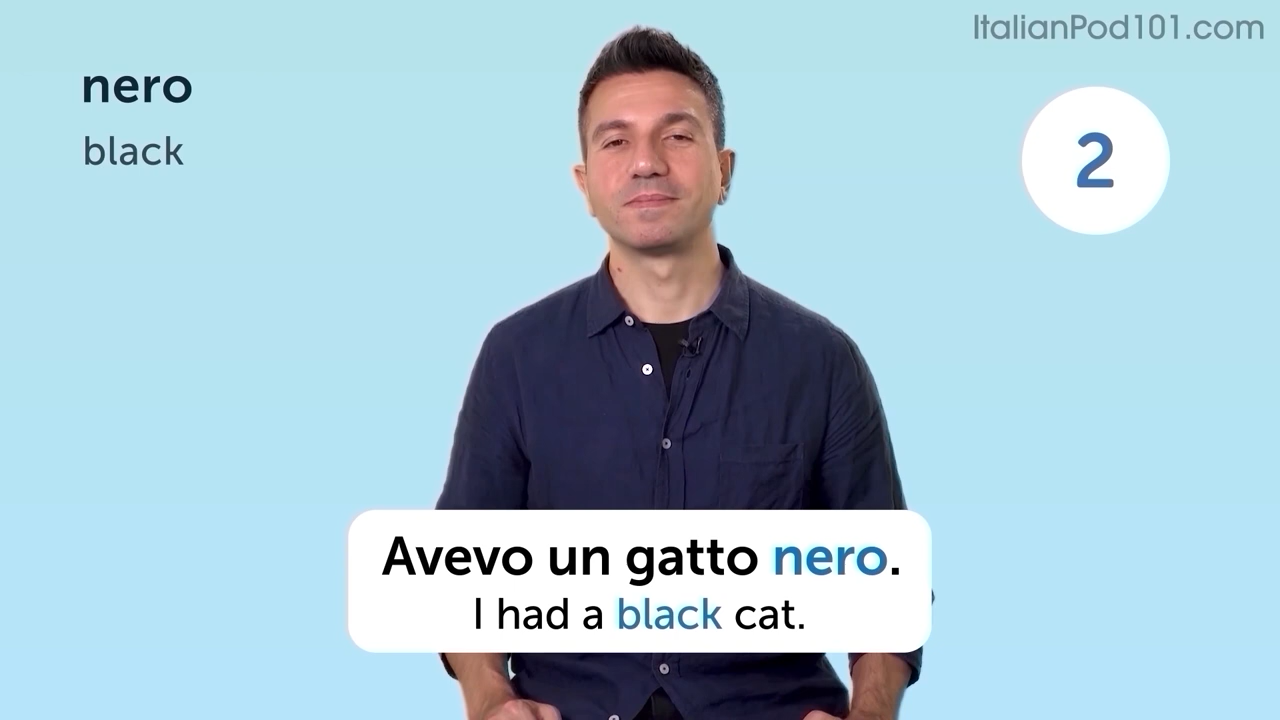 ItalianPod101.com
nero
black
2
Avevo un gatto nero.
I had a black cat.